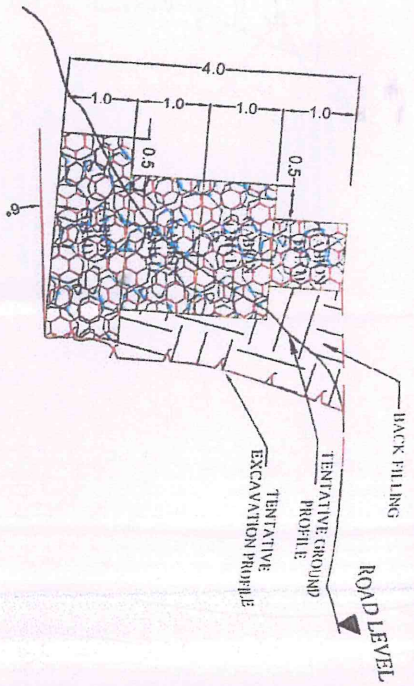 4.0
1.0
1.0
1.0
1.0
0.5
0.5
6°
BACK FILLING
TENTATIVE GROUND
PROFILE
TENTATIVE
EXCAVATION PROFILE
ROAD LEVEL